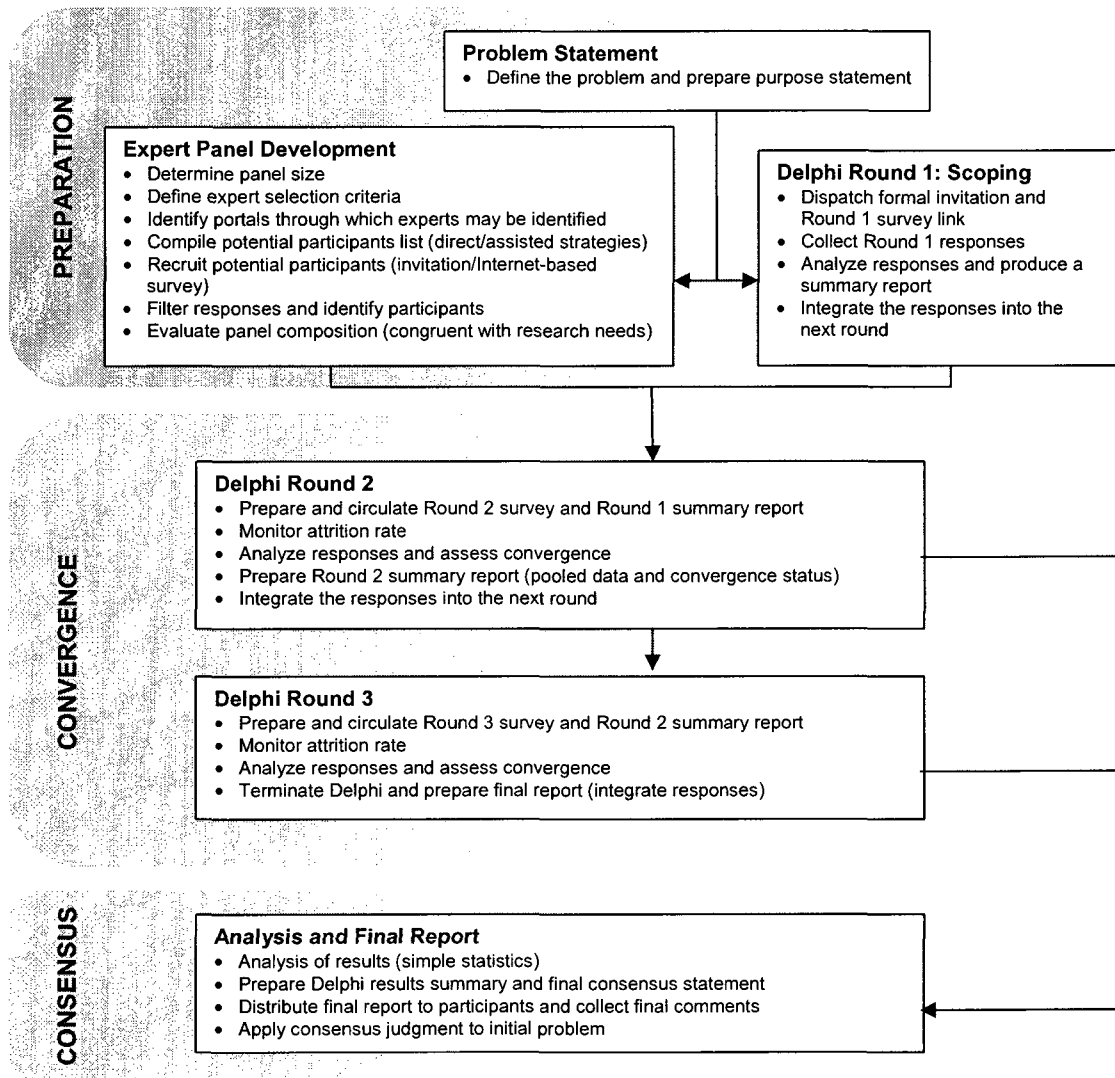 PREPARATION
Problem Statement
• Define the problem and prepare purpose statement
Expert Panel Development
• Determine panel size
• Define expert selection criteria
• Identify portals through which experts may be identified
• Compile potential participants list (direct/assisted strategies)
• Recruit potential participants (invitation/Internet-based
survey)
• Filter responses and identify participants
• Evaluate panel composition (congruent with research needs)
Delphi Round 1: Scoping
• Dispatch formal invitation and
Round 1 survey link
• Collect Round 1 responses
• Analyze responses and produce a
summary report
• Integrate the responses into the
next round
CONVERGENCE
Delphi Round 2
• Prepare and circulate Round 2 survey and Round 1 summary report
• Monitor attrition rate
• Analyze responses and assess convergence
• Prepare Round 2 summary report (pooled data and convergence status)
• Integrate the responses into the next round
Delphi Round 3
• Prepare and circulate Round 3 survey and Round 2 summary report
• Monitor attrition rate
• Analyze responses and assess convergence
• Terminate Delphi and prepare final report (integrate responses)
CONSENSUS
Analysis and Final Report
• Analysis of results (simple statistics)
• Prepare Delphi results summary and final consensus statement
• Distribute final report to participants and collect final comments
• Apply consensus judgment to initial problem